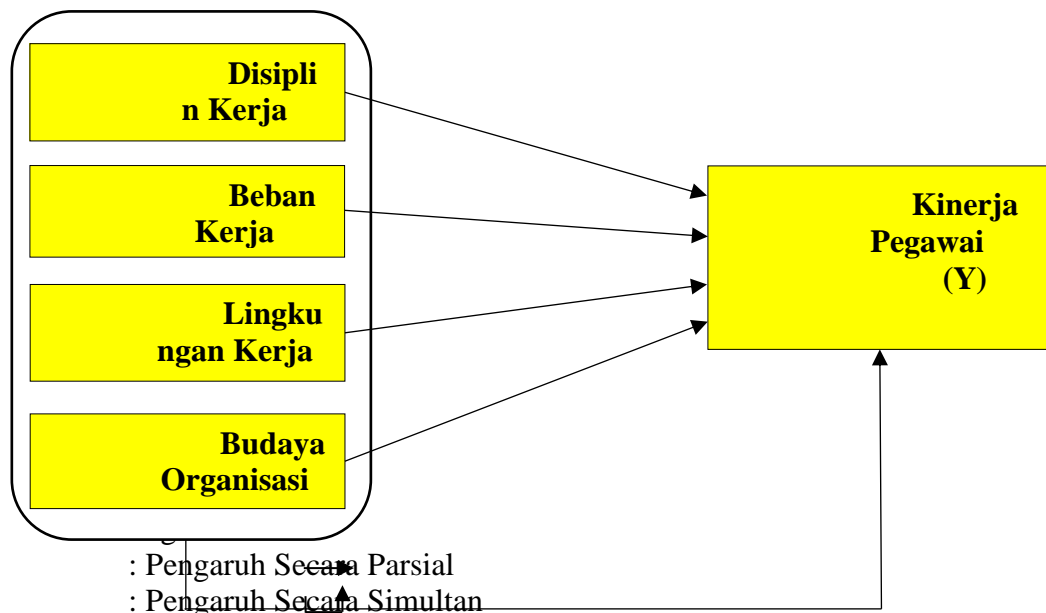 Disipli
n Kerja
Beban
Kerja
Lingku
ngan Kerja
Budaya
Organisasi
Kinerja
Pegawai
(Y)
: Pengaruh Secara Parsial
: Pengaruh Secara Simultan